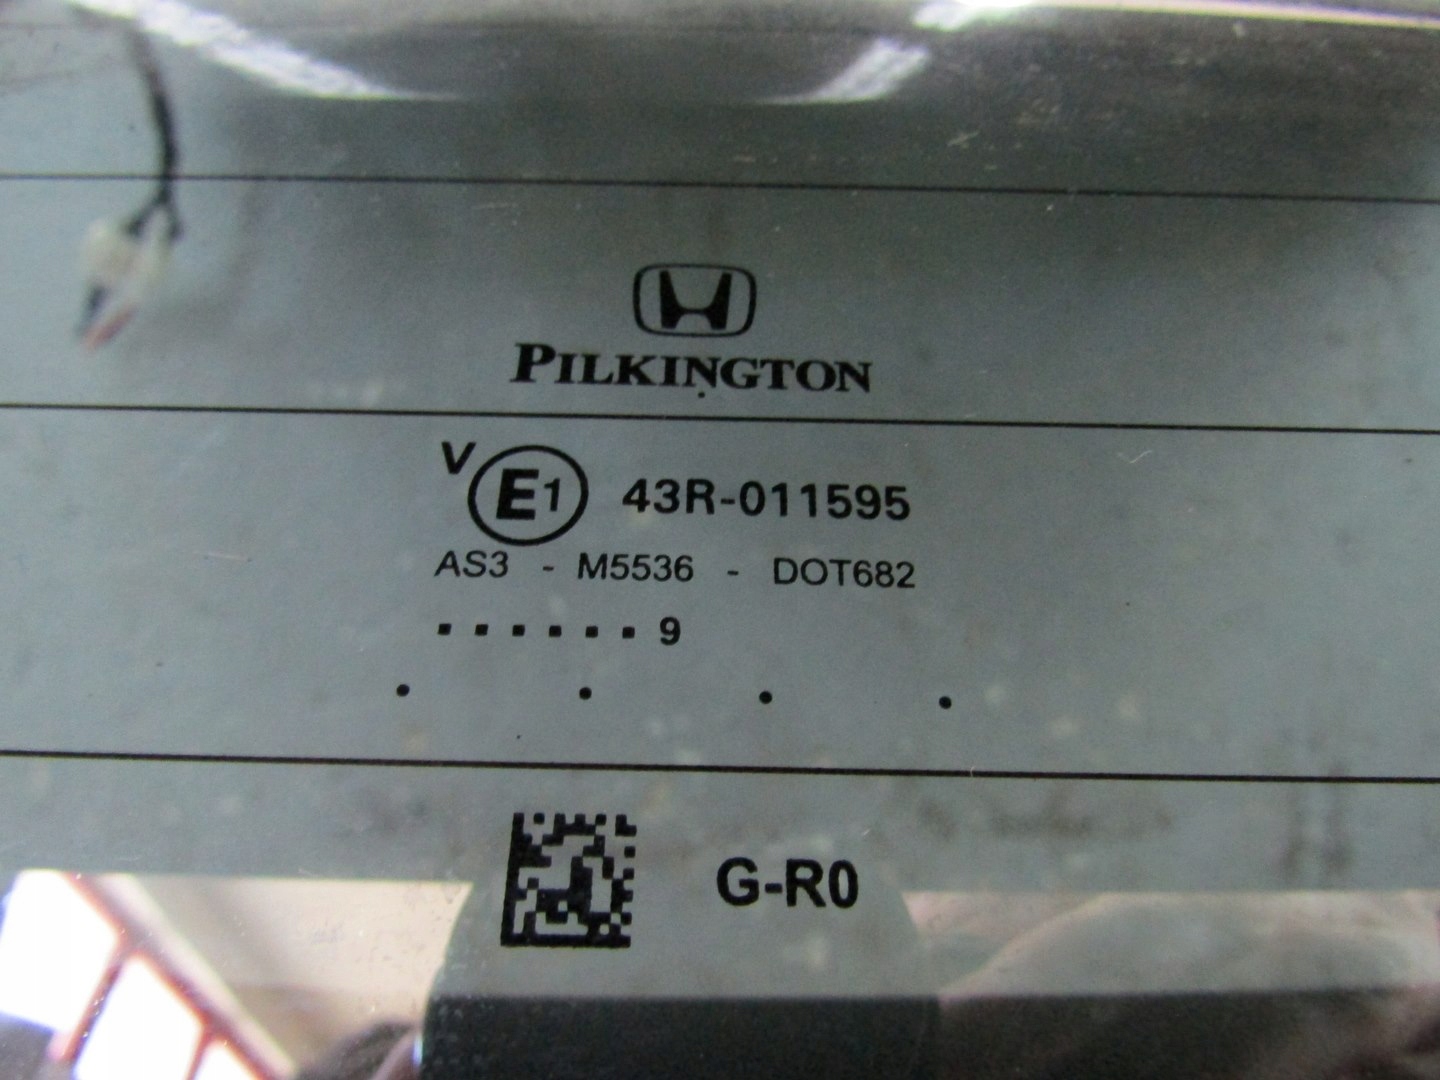 PILKINGTON
V E1 43R-011595
AS3 - M5536 - DOT682
......9
. . . .
G-R0